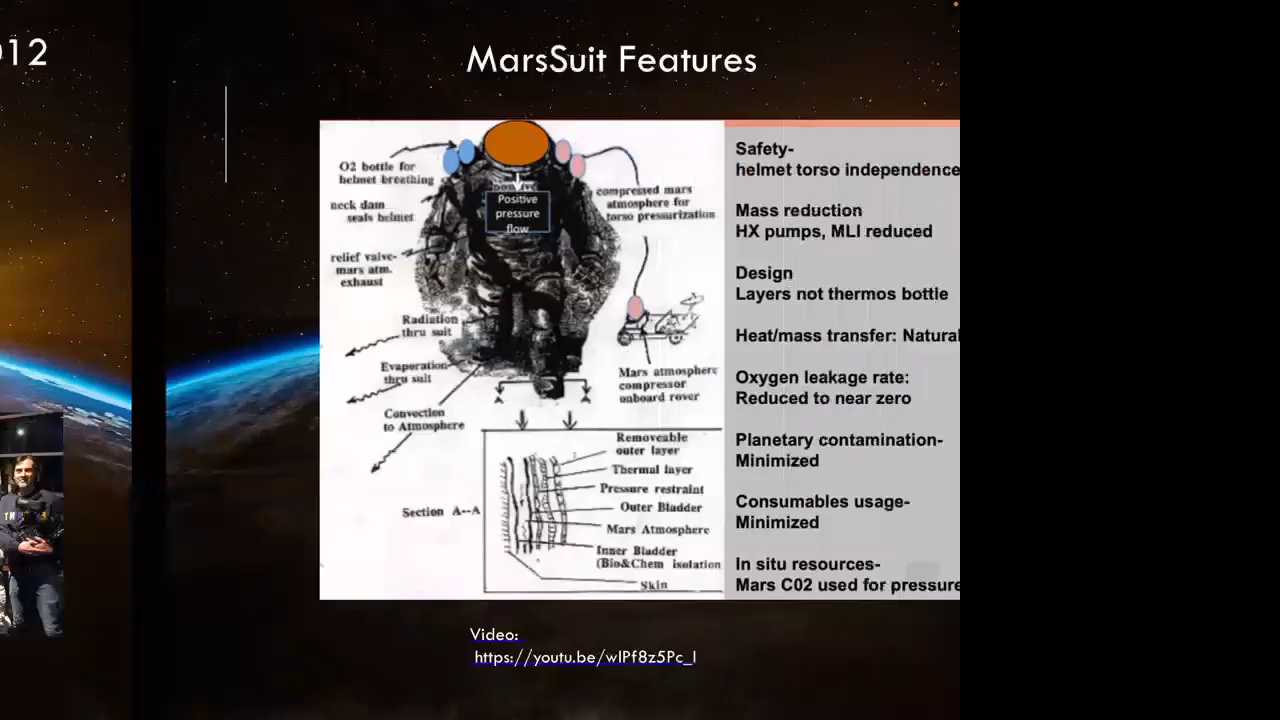 012
MarsSuit Features
O2 bottle for
helmet breathing
neck dam
seals helmet
relief valve-
mars atm.
exhaust
Radiation
thru suit
Evaporation
thru suit
Convection
to Atmosphere
positive
Positive
pressure
flow
compressed mars
atmosphere for
torso pressurization
Mars atmosphere
compressor
onboard rover
A
A
Section A--A
Removeable
outer layer
Thermal layer
Pressure restraint
Outer Bladder
Mars Atmosphere
Inner Bladder
(Bio&Chem isolation
Skin
Safety-
helmet torso independence
Mass reduction
HX pumps, MLI reduced
Design
Layers not thermos bottle
Heat/mass transfer: Natural
Oxygen leakage rate:
Reduced to near zero
Planetary contamination-
Minimized
Consumables usage-
Minimized
In situ resources-
Mars C02 used for pressure
Video:
https://youtu.be/wlPf8z5Pc_I